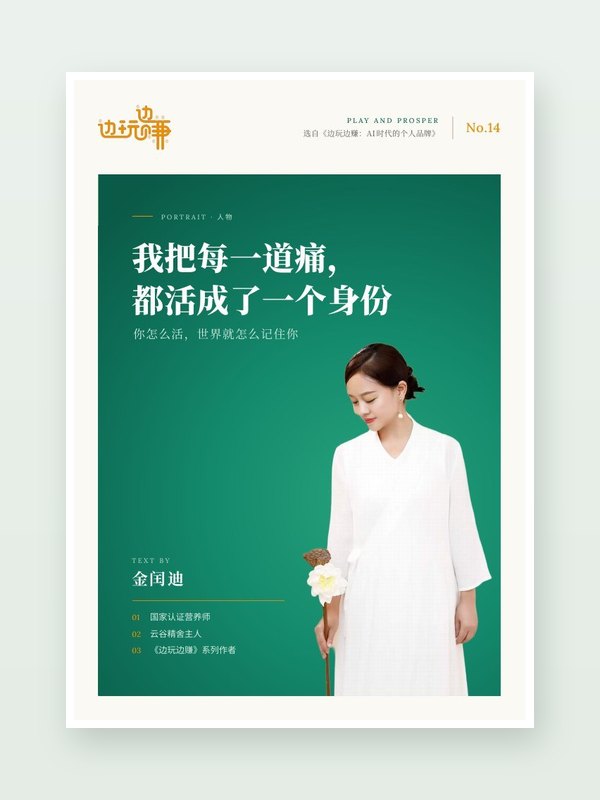 边玩边赚
PLAY AND PROSPER
选自《边玩边赚：AI时代的个人品牌》
No.14
PORTRAIT · 人物
我把每一道痛，
都活成了一个身份
你怎么活，世界就怎么记住你
TEXT BY
金闰迪
01 国家认证营养师
02 云谷精舍主人
03 《边玩边赚》系列作者